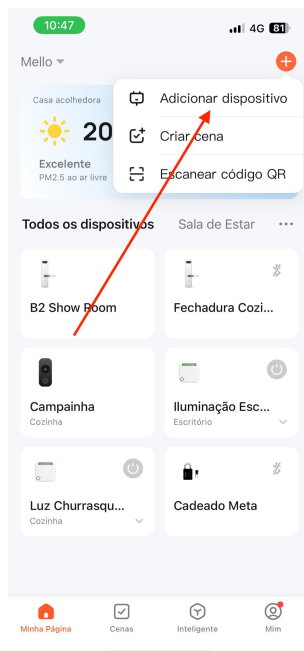 10:47
4G 81
Mello
Casa acolhedora
20
Excelente
PM2.5 ao ar livre
Adicionar dispositivo
Criar cena
Escanear código QR
Todos os dispositivos Sala de Estar ...
B2 Show Room
Fechadura Cozi...
Campainha
Cozinha
Iluminação Esc...
Escritório
Luz Churrasqu...
Cozinha
Cadeado Meta
Minha Página Cenas Inteligente Mim